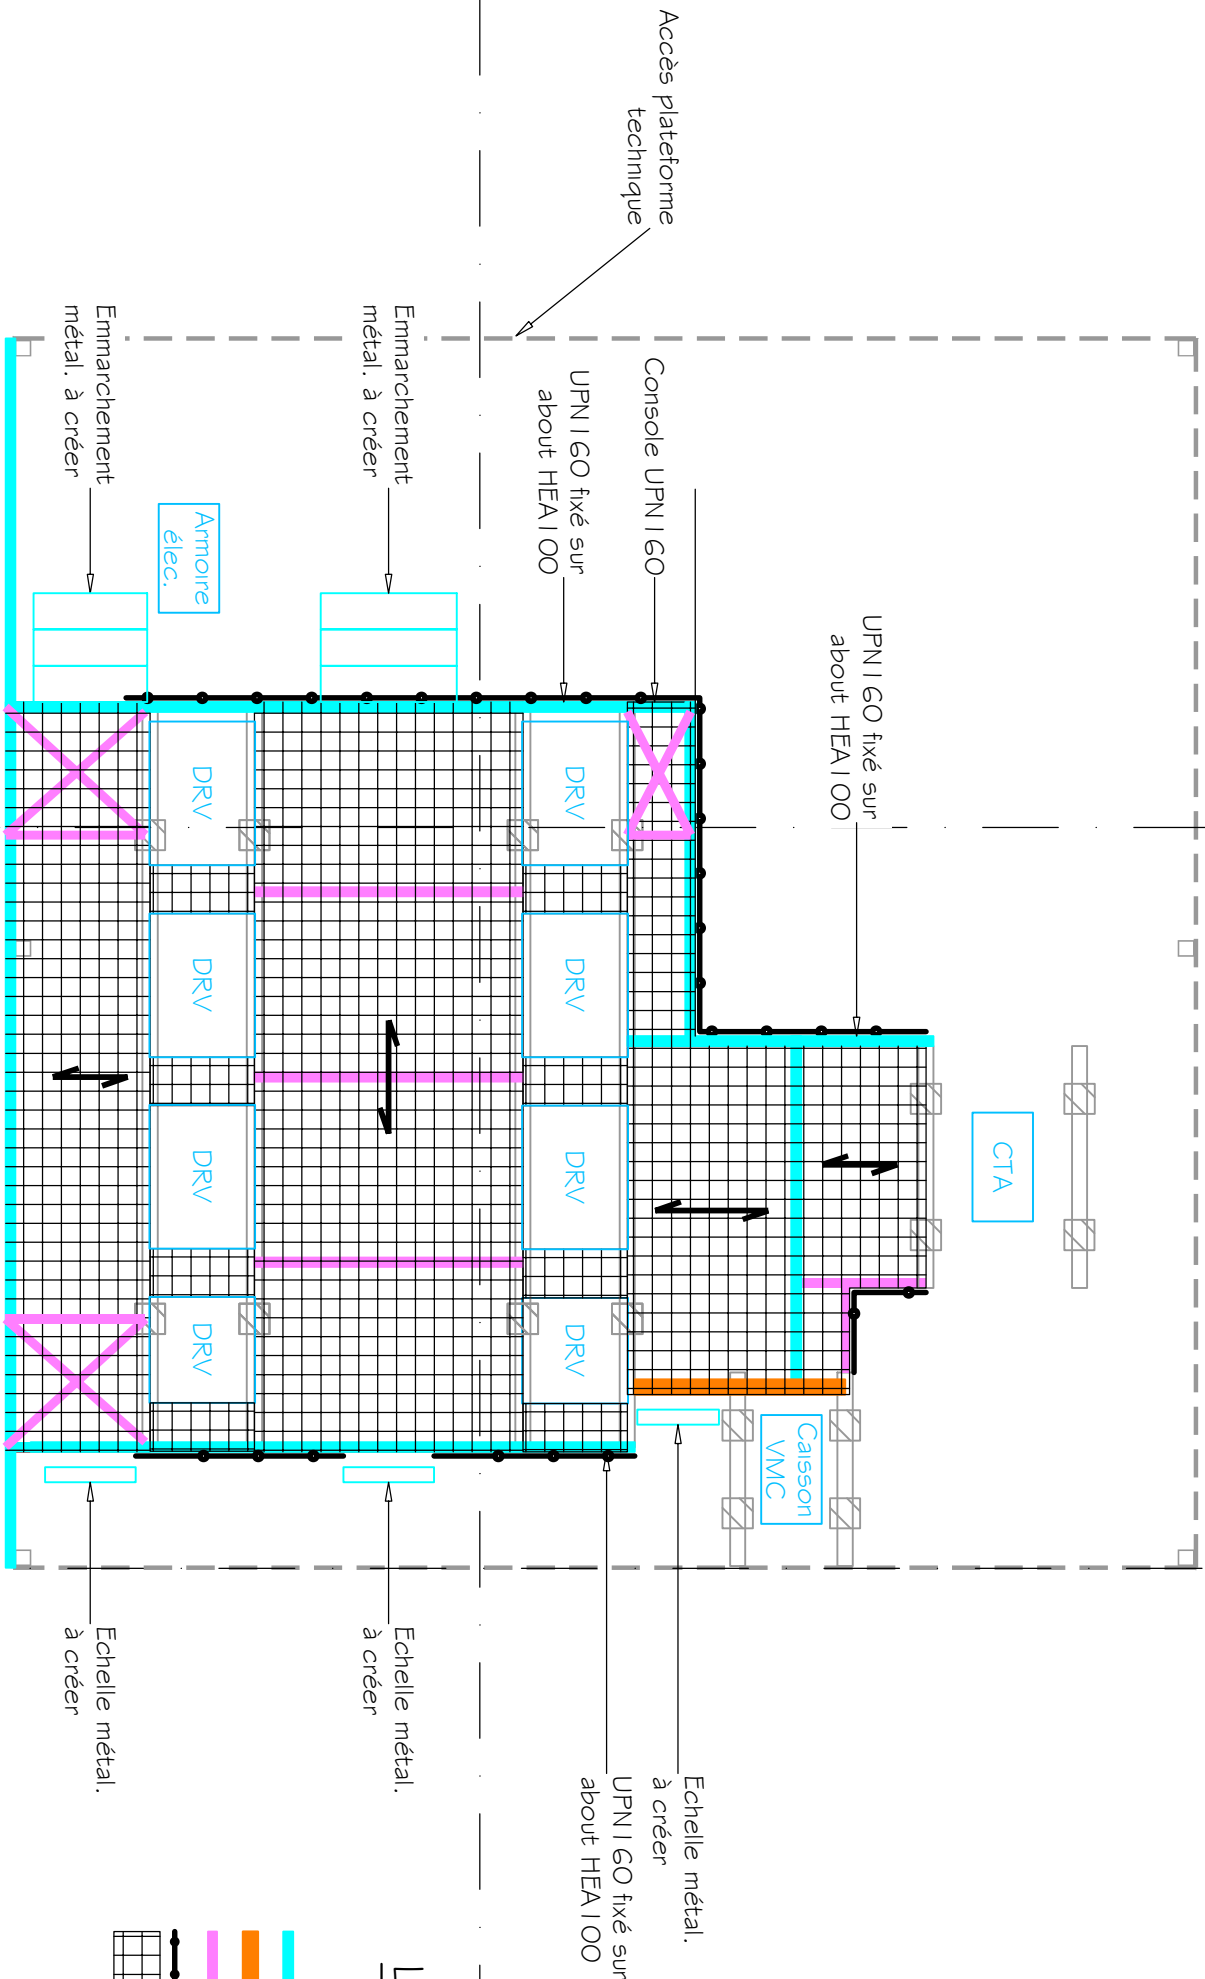 Accès plateforme
technique
Emmarchement
métal. à créer
Emmarchement
métal. à créer
Console UPN160
UPN160 fixé sur
about HEA100
UPN160 fixé sur
about HEA100
Armoire
élec.
DRV
DRV
DRV
DRV
DRV
DRV
DRV
DRV
CTA
Caisson
VMC
Echelle métal.
à créer
Echelle métal.
à créer
Echelle métal.
à créer
UPN160 fixé sur
about HEA100
L